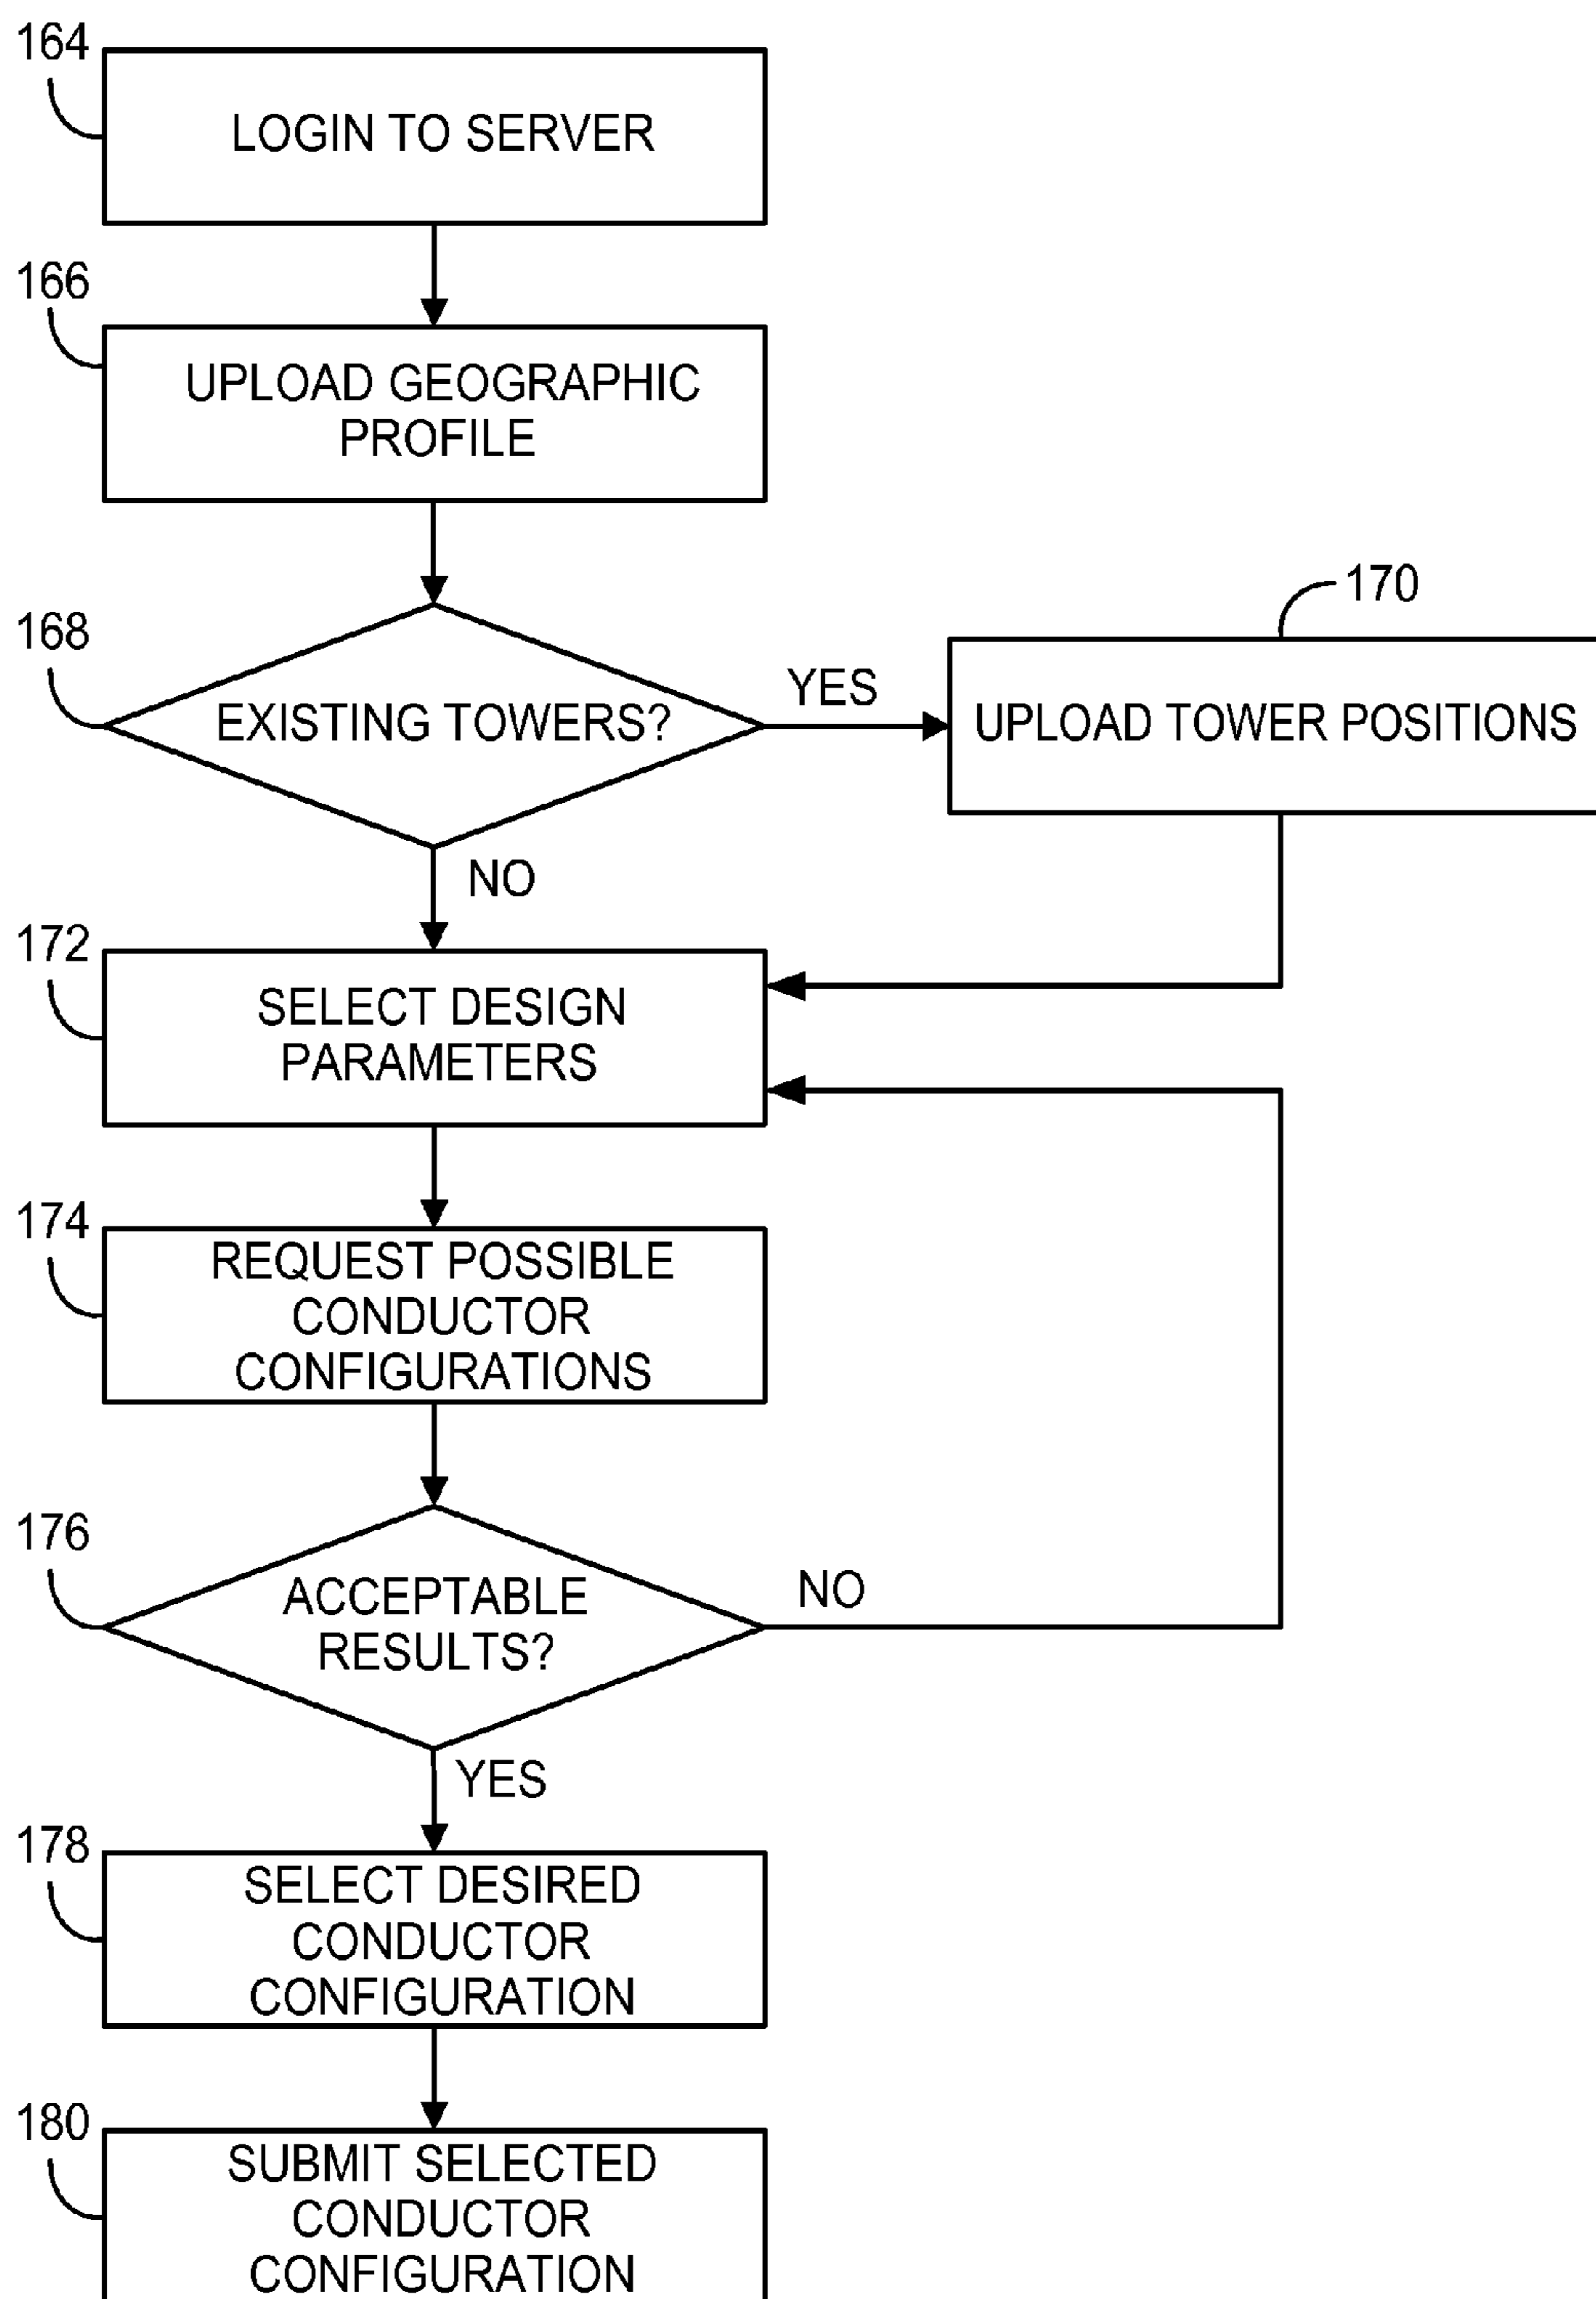 164
LOGIN TO SERVER
166
UPLOAD GEOGRAPHIC
PROFILE
168
EXISTING TOWERS?
YES
170
UPLOAD TOWER POSITIONS
NO
172
SELECT DESIGN
PARAMETERS
174
REQUEST POSSIBLE
CONDUCTOR
CONFIGURATIONS
176
ACCEPTABLE
RESULTS?
NO
YES
178
SELECT DESIRED
CONDUCTOR
CONFIGURATION
180
SUBMIT SELECTED
CONDUCTOR
CONFIGURATION